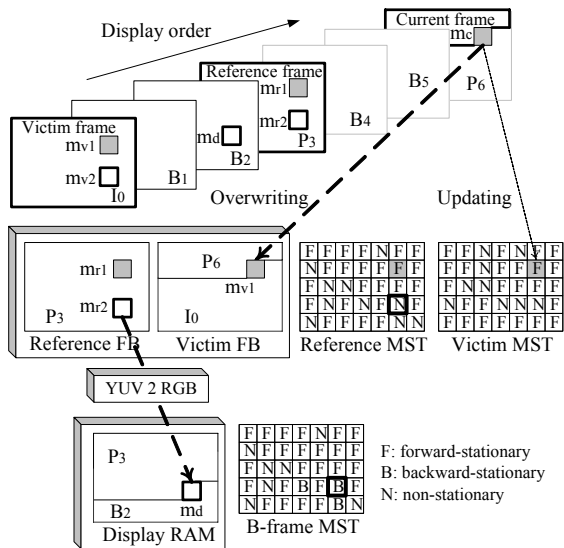 Display order
Current frame
mc
P6
B5
B4
Reference frame
mr1
mr2
P3
md
B2
B1
Victim frame
mv1
mv2
I0
Overwriting
Updating
mr1
mr2
P3
Reference FB
P6
mv1
I0
Victim FB
F F F F N F F
N F F F F F F
F N N F F F F
F N F N F N F
N F F F F N N
Reference MST
F F N F N F F
F F F F F F F
F N N F F F F
N F F N N N N
F F F F F F F
Victim MST
YUV 2 RGB
P3
B2
md
Display RAM
F F F F N F F
N F F F F F F
F N N F F F F
F N F B F B F
N F F F F B N
B-frame MST
F: forward-stationary
B: backward-stationary
N: non-stationary